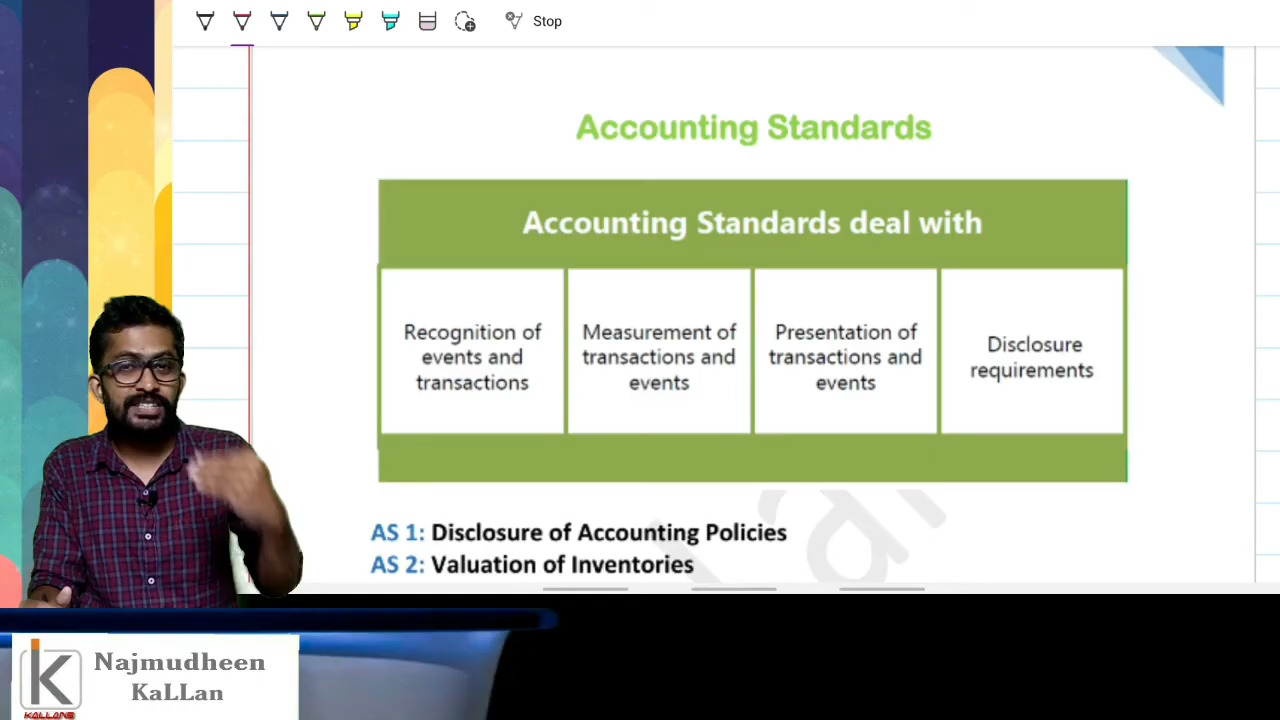 Stop
Accounting Standards
Accounting Standards deal with
Recognition of
events and
transactions
Measurement of
transactions and
events
Presentation of
transactions and
events
Disclosure
requirements
AS 1: Disclosure of Accounting Policies
AS 2: Valuation of Inventories
Najmudheen
KaLLan
K
KALLANS